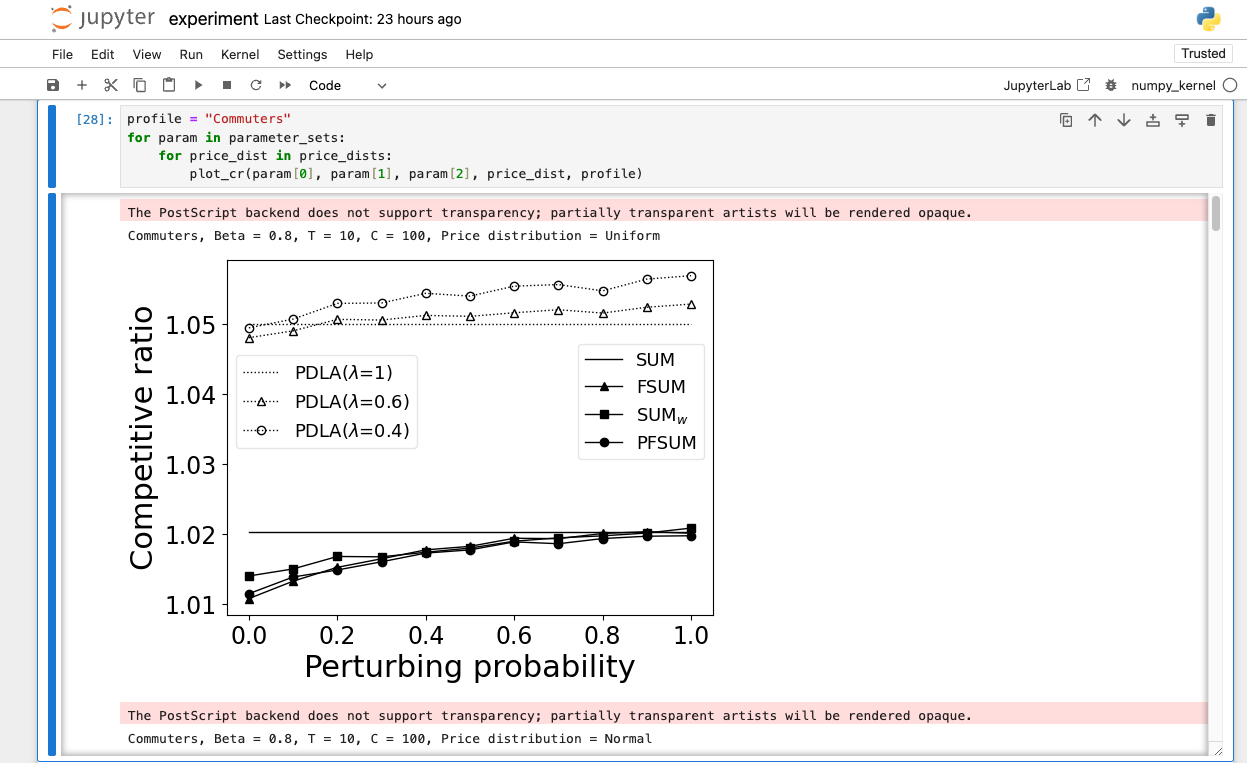 jupyter experiment Last Checkpoint: 23 hours ago
File Edit View Run Kernel Settings Help Trusted
Code JupyterLab numpy_kernel
[28]: profile = "Commuters"
for param in parameter_sets:
    for price_dist in price_dists:
        plot_cr(param[0], param[1], param[2], price_dist, profile)
The PostScript backend does not support transparency; partially transparent artists will be rendered opaque.
Commuters, Beta = 0.8, T = 10, C = 100, Price distribution = Uniform
Competitive ratio
1.05
1.04
1.03
1.02
1.01
PDLA(λ=1)
PDLA(λ=0.6)
PDLA(λ=0.4)
SUM
FSUM
SUMw
PFSUM
0.0 0.2 0.4 0.6 0.8 1.0
Perturbing probability
The PostScript backend does not support transparency; partially transparent artists will be rendered opaque.
Commuters, Beta = 0.8, T = 10, C = 100, Price distribution = Normal